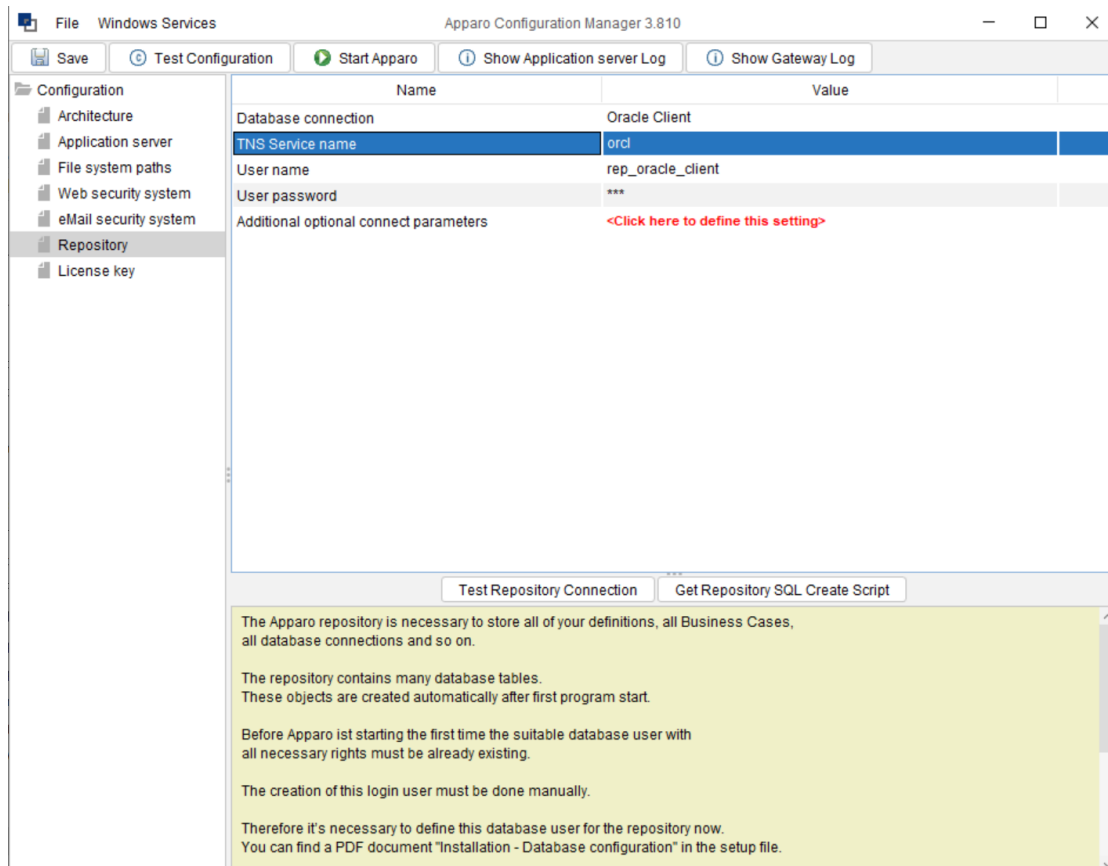 File Windows Services Apparo Configuration Manager 3.810
Save Test Configuration Start Apparo Show Application server Log Show Gateway Log
Configuration
Architecture
Application server
File system paths
Web security system
eMail security system
Repository
License key
Name Value
Database connection Oracle Client
TNS Service name orcl
User name rep_oracle_client
User password ***
Additional optional connect parameters <Click here to define this setting>
Test Repository Connection Get Repository SQL Create Script
The Apparo repository is necessary to store all of your definitions, all Business Cases,
all database connections and so on.
The repository contains many database tables.
These objects are created automatically after first program start.
Before Apparo ist starting the first time the suitable database user with
all necessary rights must be already existing.
The creation of this login user must be done manually.
Therefore it's necessary to define this database user for the repository now.
You can find a PDF document "Installation - Database configuration" in the setup file.